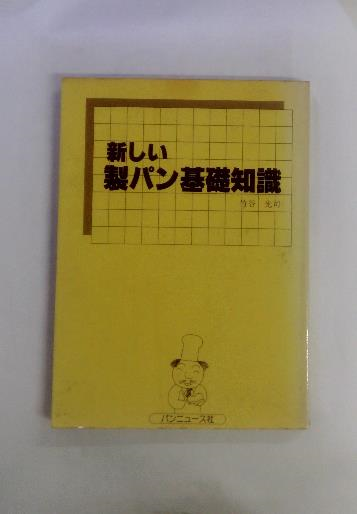 新しい
製パン基礎知識
竹谷 光司
パンニュース社